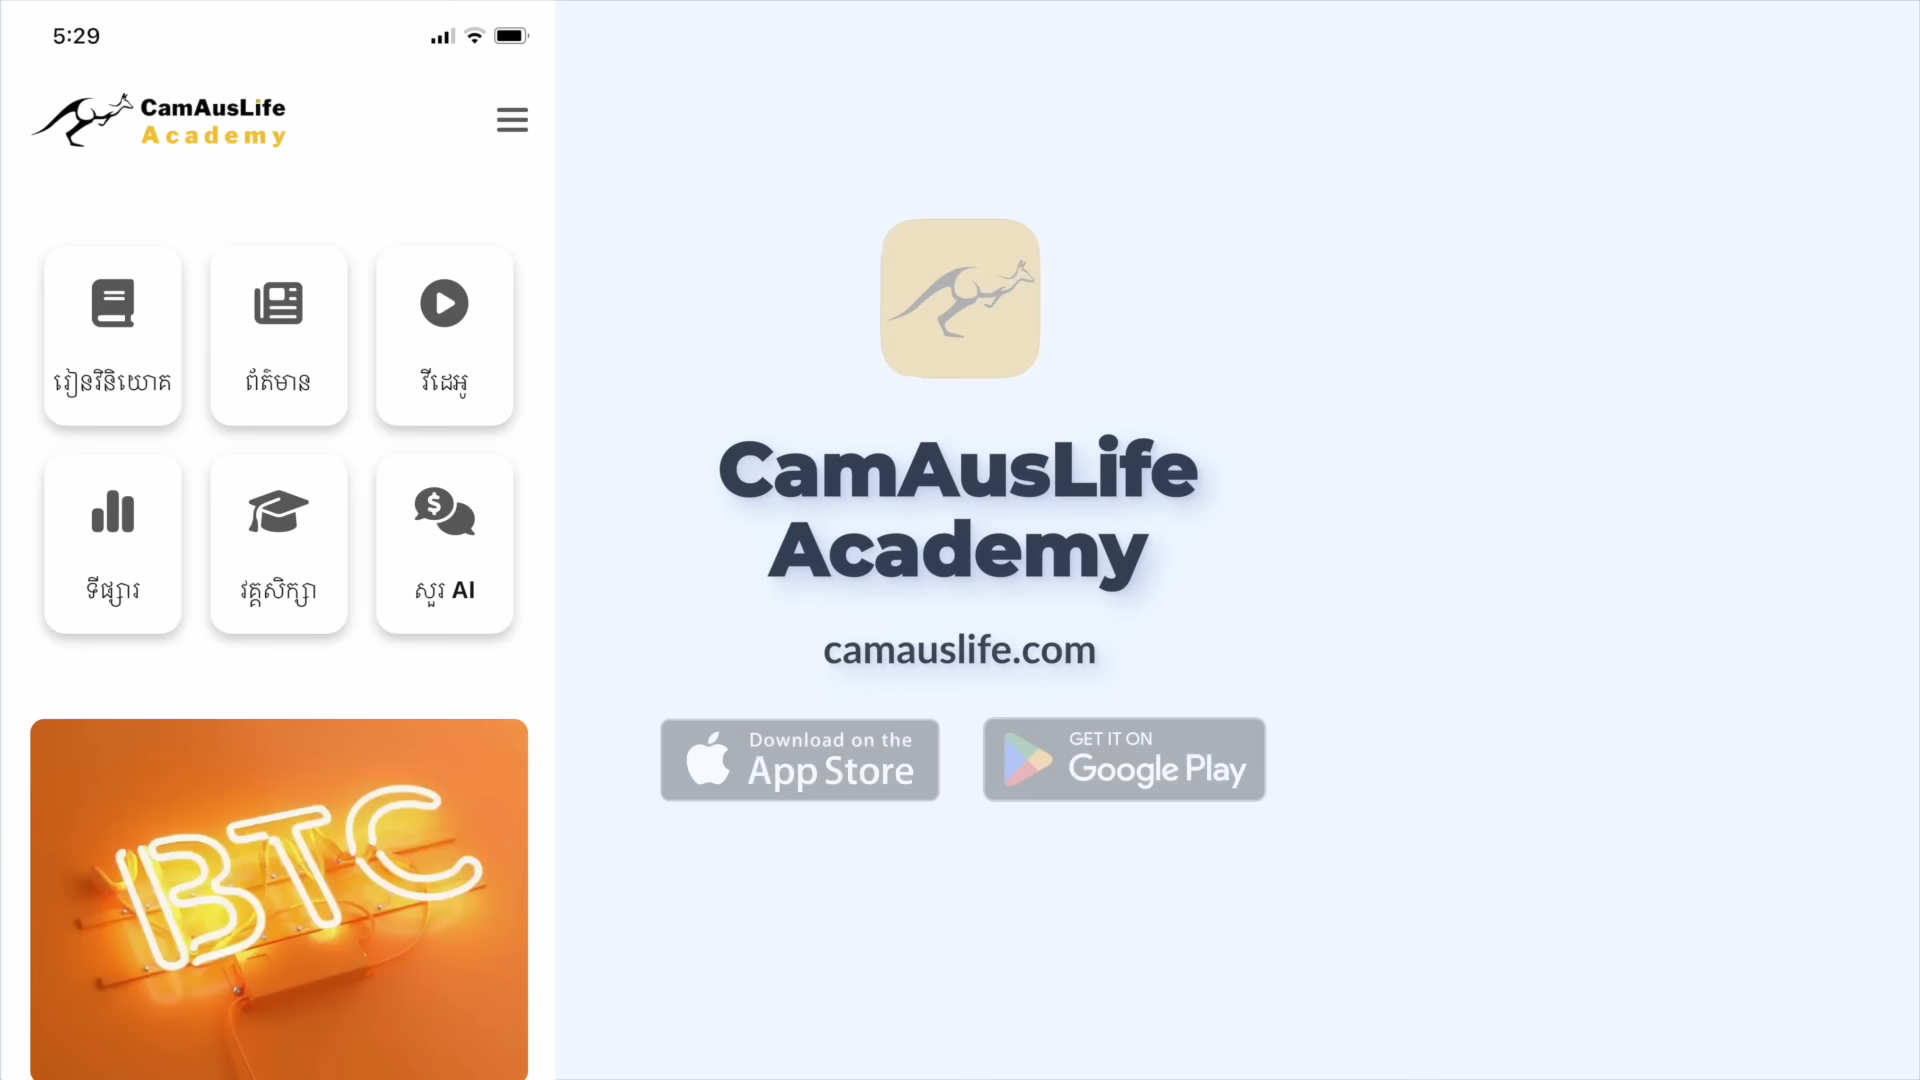 5:29
CamAusLife
Academy
រៀនវិនិយោគ
ព័ត៌មាន
វីដេអូ
ទីផ្សារ
វគ្គសិក្សា
សួរ AI
BTC
CamAusLife
Academy
camauslife.com
Download on the
App Store
GET IT ON
Google Play